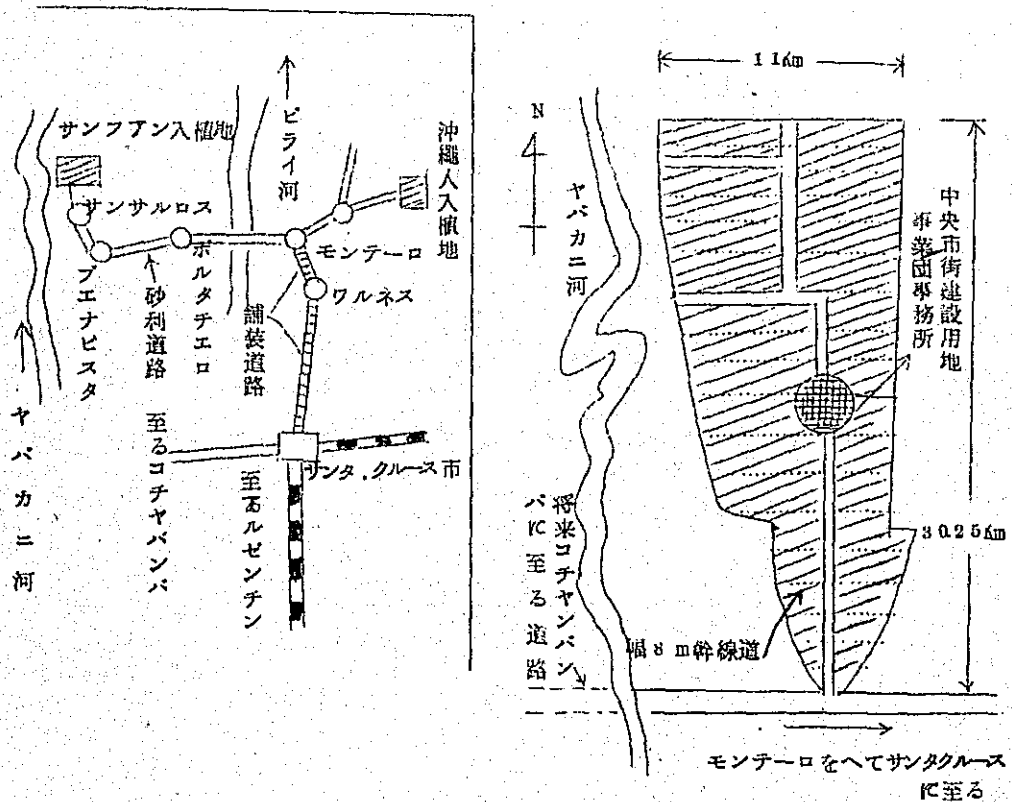 ピライ河
サンフアン入植地
沖縄人入植地
サンサルロス
モンテーロ
ブエナビスタ
砂利道路
ポルタチエロ
舗装道路
ワルネス
ヤパカニ河
至るコチヤバンバ
至アルゼンチン
サンタ.クルース市
11Km
N
ヤパカニ河
中央市街建設用地
事業団事務所
30.25Km
将来コチヤンバン
バに至る道路
幅8m幹線道
モンテーロをへてサンタクルース
に至る